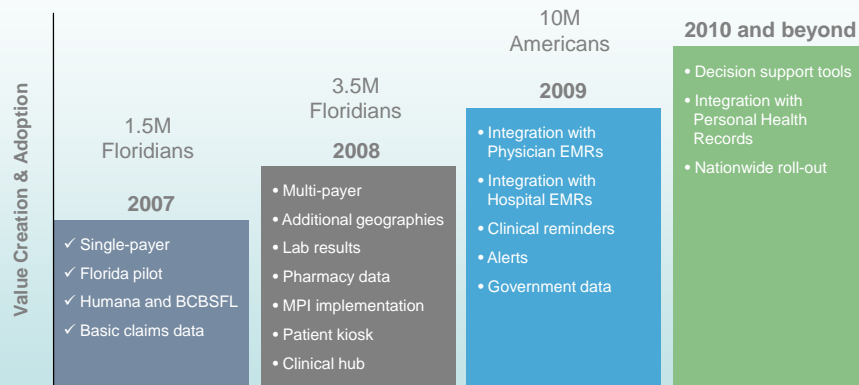 Value Creation & Adoption
1.5M
Floridians
2007
✓ Single-payer
✓ Florida pilot
✓ Humana and BCBSFL
✓ Basic claims data
3.5M
Floridians
2008
• Multi-payer
• Additional geographies
• Lab results
• Pharmacy data
• MPI implementation
• Patient kiosk
• Clinical hub
10M
Americans
2009
• Integration with
Physician EMRs
• Integration with
Hospital EMRs
• Clinical reminders
• Alerts
• Government data
2010 and beyond
• Decision support tools
• Integration with
Personal Health
Records
• Nationwide roll-out